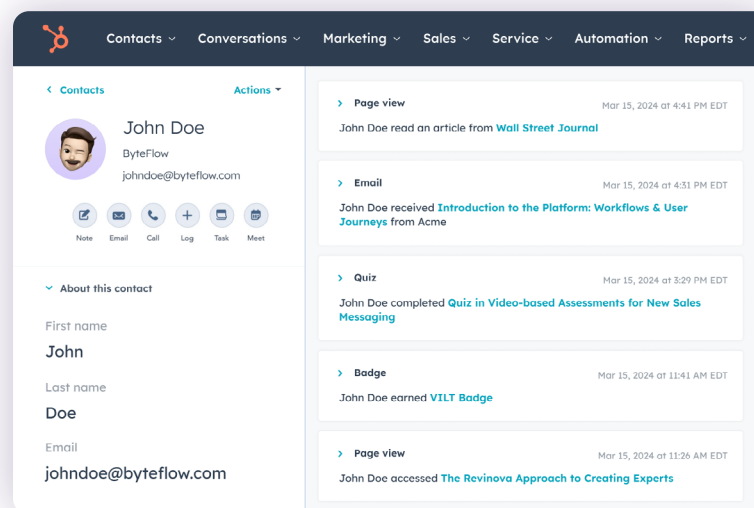 Contacts Conversations Marketing Sales Service Automation Reports
Contacts
Actions
John Doe
ByteFlow
johndoe@byteflow.com
Note Email Call Log Task Meet
About this contact
First name
John
Last name
Doe
Email
johndoe@byteflow.com
Page view
Mar 15, 2024 at 4:41 PM EDT
John Doe read an article from Wall Street Journal
Email
Mar 15, 2024 at 4:31 PM EDT
John Doe received Introduction to the Platform: Workflows & User
Journeys from Acme
Quiz
Mar 15, 2024 at 3:29 PM EDT
John Doe completed Quiz in Video-based Assessments for New Sales
Messaging
Badge
Mar 15, 2024 at 11:41 AM EDT
John Doe earned VILT Badge
Page view
Mar 15, 2024 at 11:26 AM EDT
John Doe accessed The Revinova Approach to Creating Experts